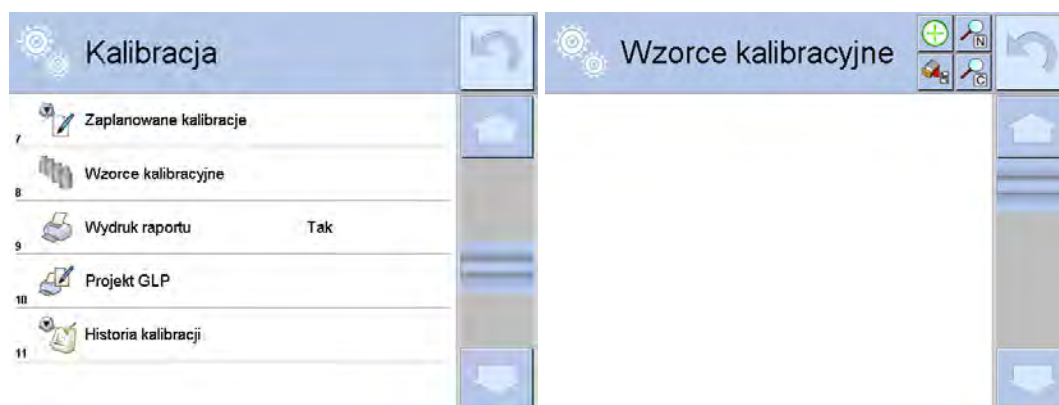 Kalibracja
7 Zaplanowane kalibracje
8 Wzorce kalibracyjne
9 Wydruk raportu Tak
10 Projekt GLP
11 Historia kalibracji
Wzorce kalibracyjne
N
C